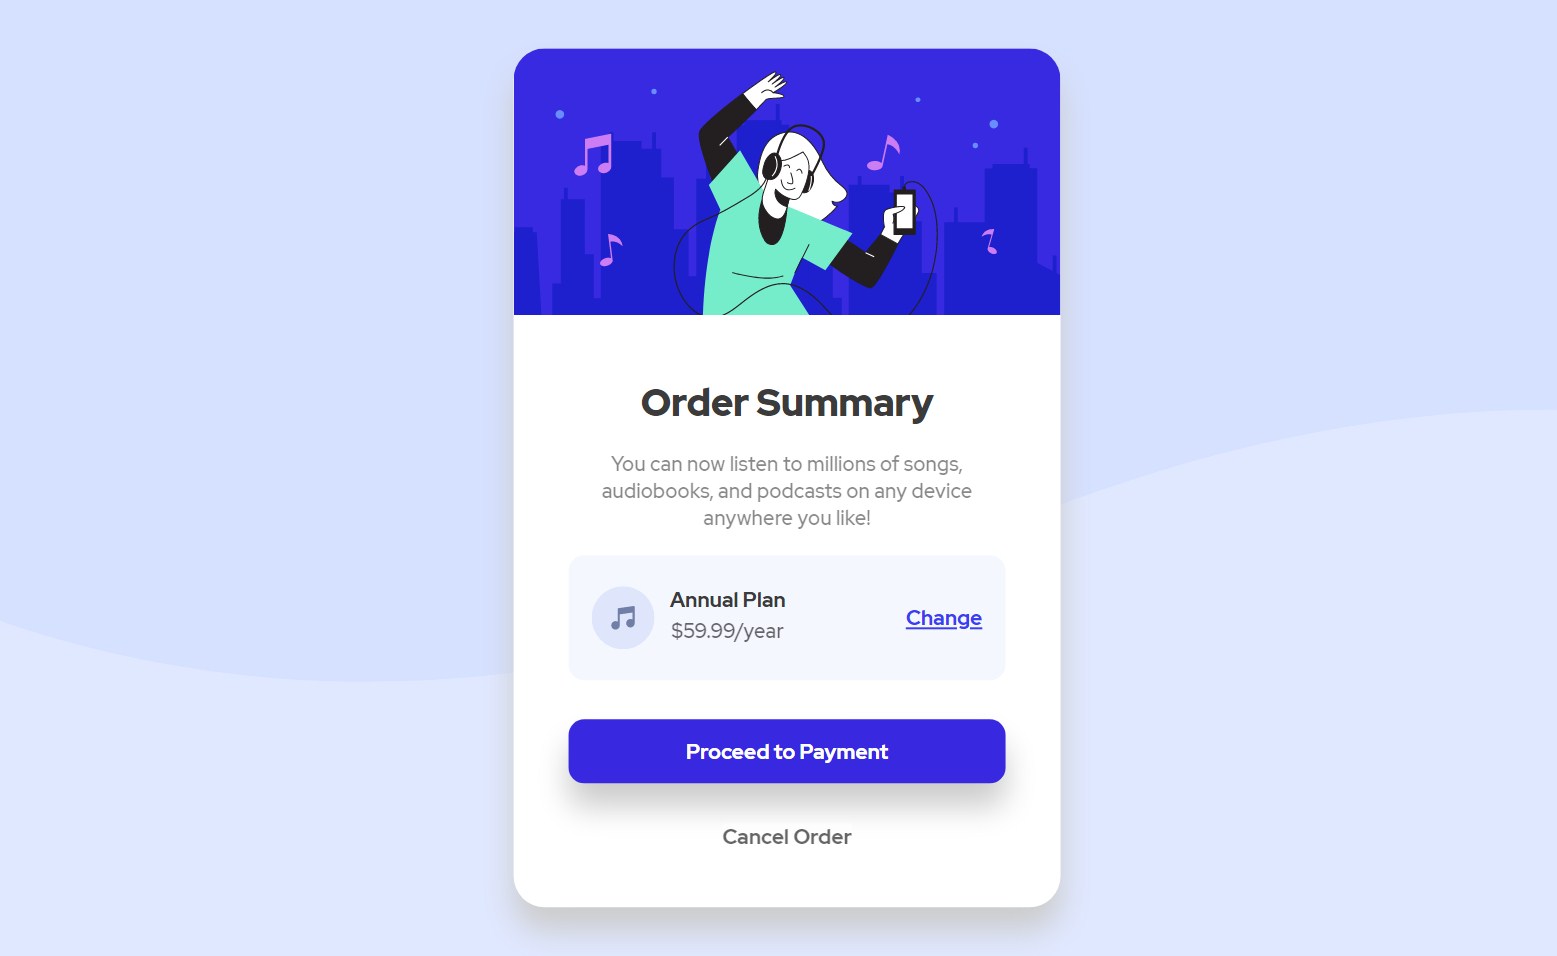 Order Summary
You can now listen to millions of songs,
audiobooks, and podcasts on any device
anywhere you like!
Annual Plan
$59.99/year
Change
Proceed to Payment
Cancel Order